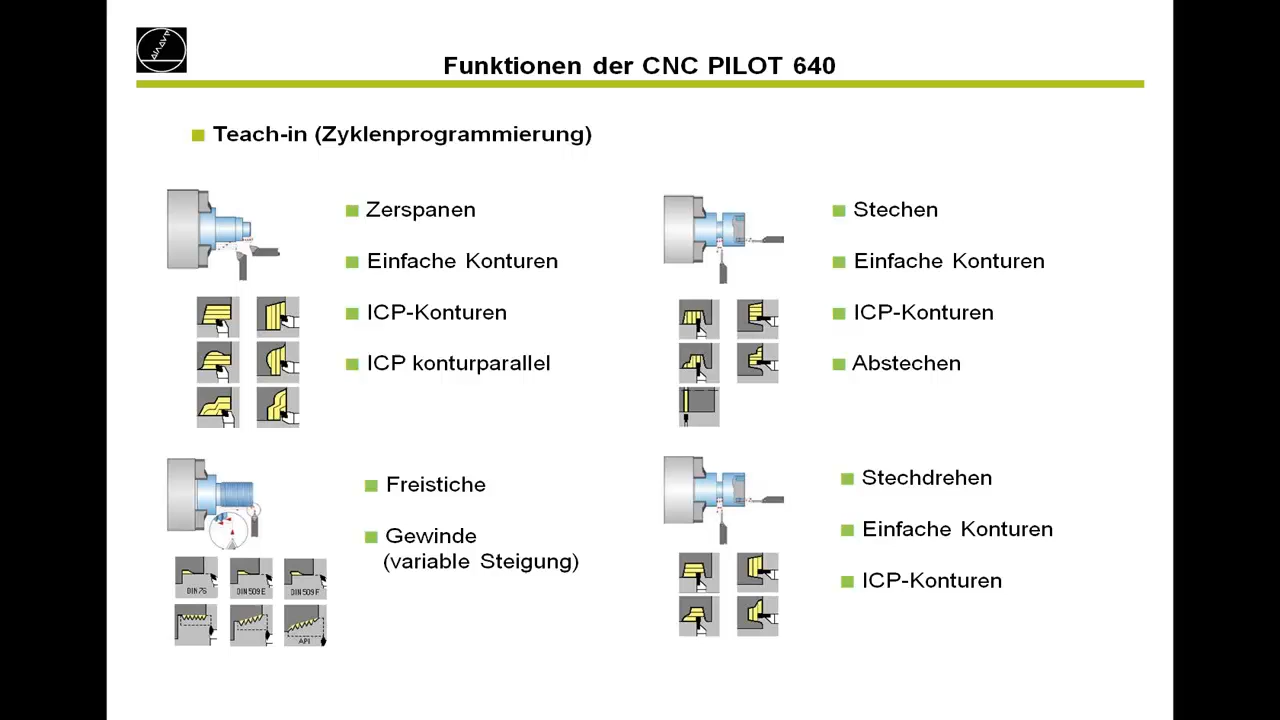 Funktionen der CNC PILOT 640
Teach-in (Zyklenprogrammierung)
Zerspanen
Einfache Konturen
ICP-Konturen
ICP konturparallel
Stechen
Einfache Konturen
ICP-Konturen
Abstechen
Freistiche
Gewinde
(variable Steigung)
DIN 76
DIN 509 E
DIN 509 F
API
Stechdrehen
Einfache Konturen
ICP-Konturen